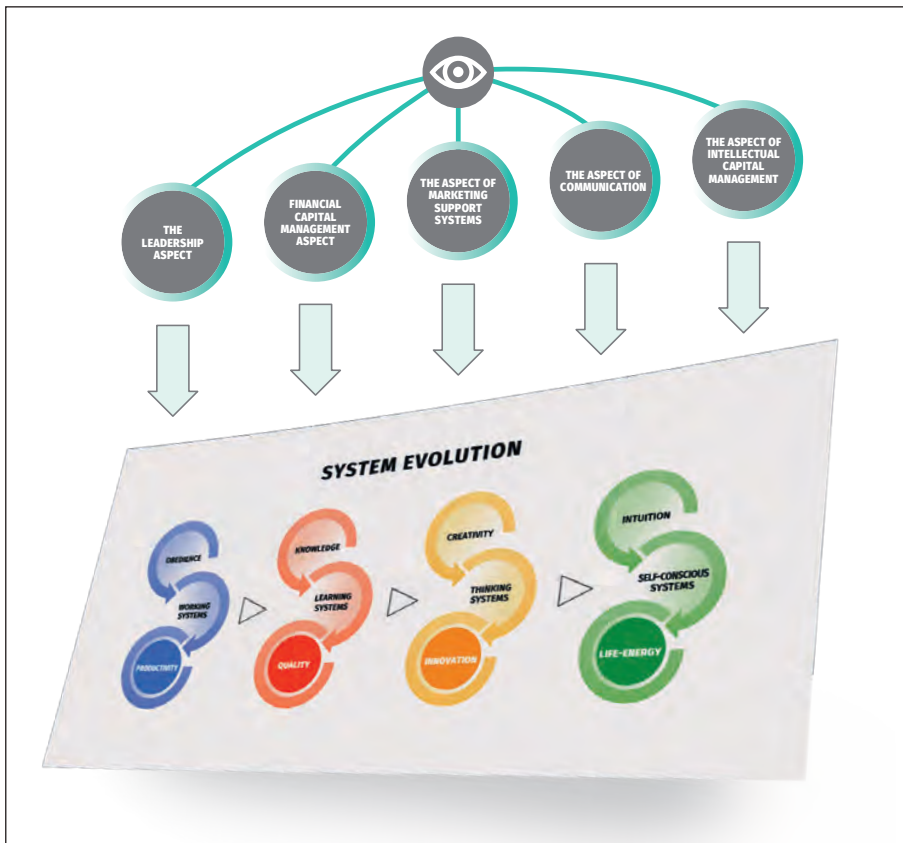 THE
LEADERSHIP
ASPECT
FINANCIAL
CAPITAL
MANAGEMENT
ASPECT
THE ASPECT OF
MARKETING
SUPPORT
SYSTEMS
THE ASPECT OF
COMMUNICATION
THE ASPECT OF
INTELLECTUAL
CAPITAL
MANAGEMENT
SYSTEM EVOLUTION
OBEDIENCE
WORKING
SYSTEMS
PRODUCTIVITY
KNOWLEDGE
LEARNING
SYSTEMS
QUALITY
CREATIVITY
THINKING
SYSTEMS
INNOVATION
INTUITION
SELF-CONSCIOUS
SYSTEMS
LIFE-ENERGY